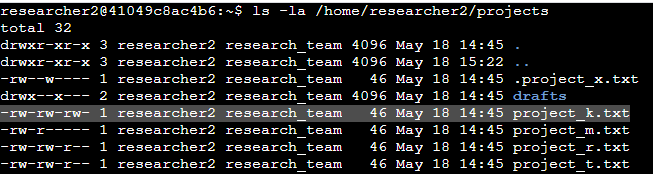 researcher2@41049c8ac4b6:~$ ls -la /home/researcher2/projects
total 32
drwxr-xr-x 3 researcher2 research_team 4096 May 18 14:45 .
drwxr-xr-x 3 researcher2 research_team 4096 May 18 15:22 ..
-rw--w---- 1 researcher2 research_team   46 May 18 14:45 .project_x.txt
drwx--x--- 2 researcher2 research_team 4096 May 18 14:45 drafts
-rw-rw-rw- 1 researcher2 research_team   46 May 18 14:45 project_k.txt
-rw-r----- 1 researcher2 research_team   46 May 18 14:45 project_m.txt
-rw-rw-r-- 1 researcher2 research_team   46 May 18 14:45 project_r.txt
-rw-rw-r-- 1 researcher2 research_team   46 May 18 14:45 project_t.txt